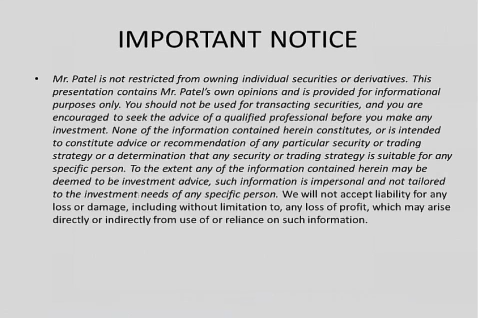 IMPORTANT NOTICE
• Mr. Patel is not restricted from owning individual securities or derivatives. This
presentation contains Mr. Patel's own opinions and is provided for informational
purposes only. You should not be used for transacting securities, and you are
encouraged to seek the advice of a qualified professional before you make any
investment. None of the information contained herein constitutes, or is intended
to constitute advice or recommendation of any particular security or trading
strategy or a determination that any security or trading strategy is suitable for any
specific person. To the extent any of the information contained herein may be
deemed to be investment advice, such information is impersonal and not tailored
to the investment needs of any specific person. We will not accept liability for any
loss or damage, including without limitation to, any loss of profit, which may arise
directly or indirectly from use of or reliance on such information.